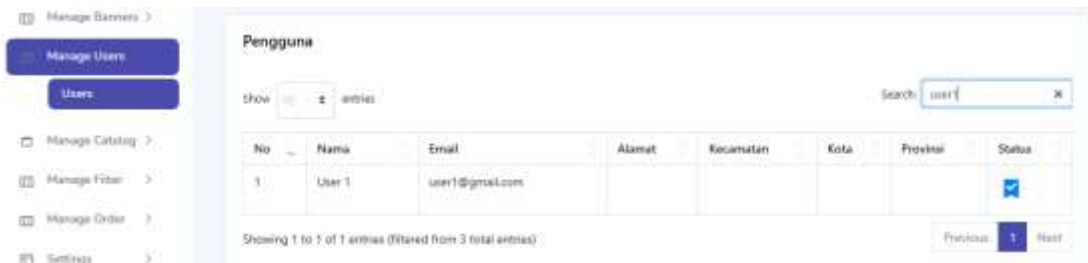 Manage Banners
Manage Users
Users
Manage Catalog
Manage Filter
Manage Order
Settings
Pengguna
Show entries
Search: user1
No Nama Email Alamat Kecamatan Kota Provinsi Status
1 User 1 user1@gmail.com
Showing 1 to 1 of 1 entries (filtered from 3 total entries)
Previous 1 Next